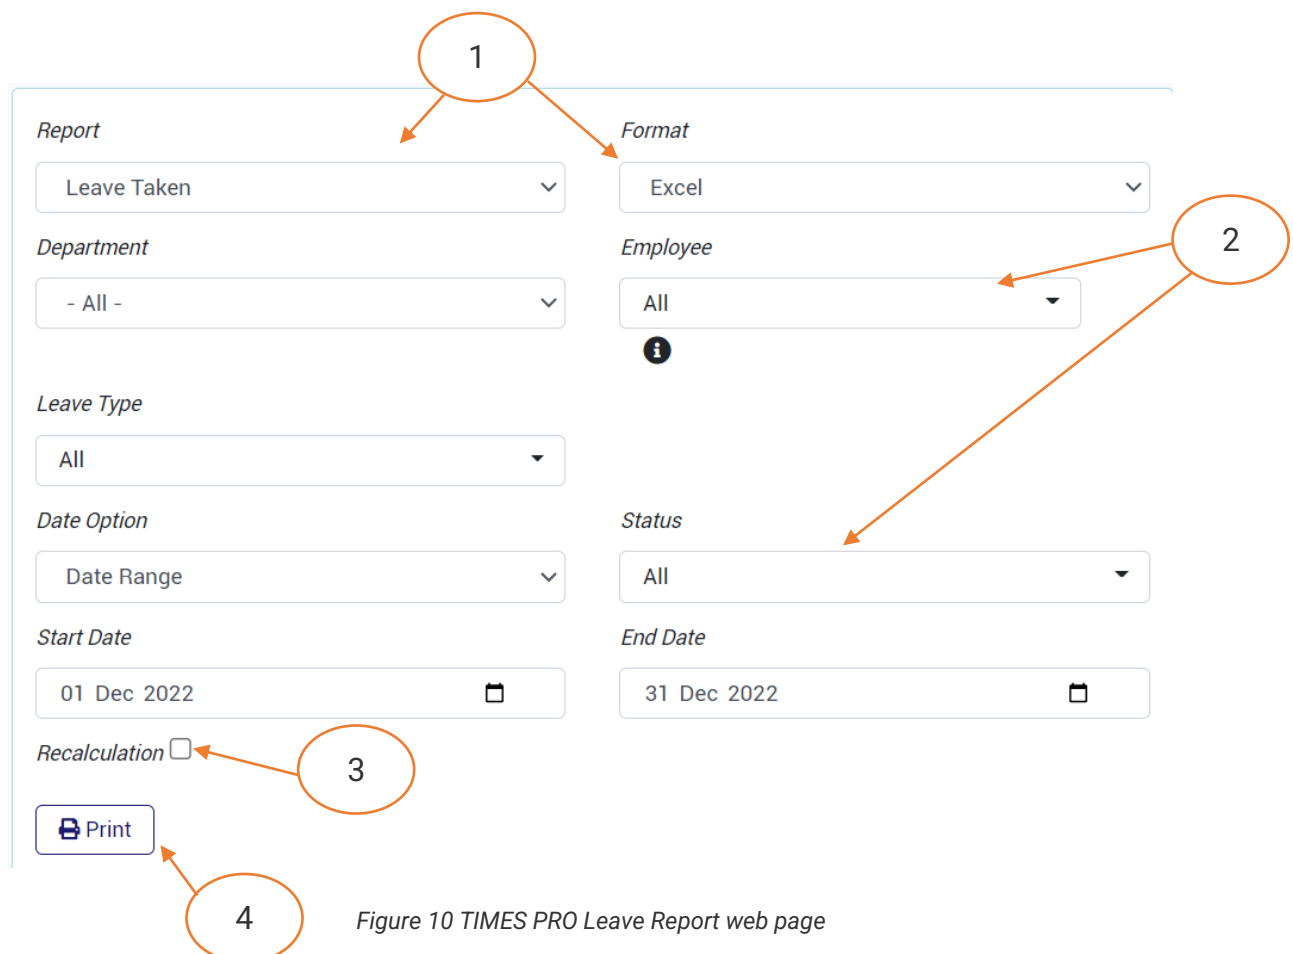 1
Report Format
Leave Taken Excel
2
Department Employee
- All - All
Leave Type
All
Date Option Status
Date Range All
Start Date End Date
01 Dec 2022 31 Dec 2022
Recalculation
3
Print
4
Figure 10 TIMES PRO Leave Report web page